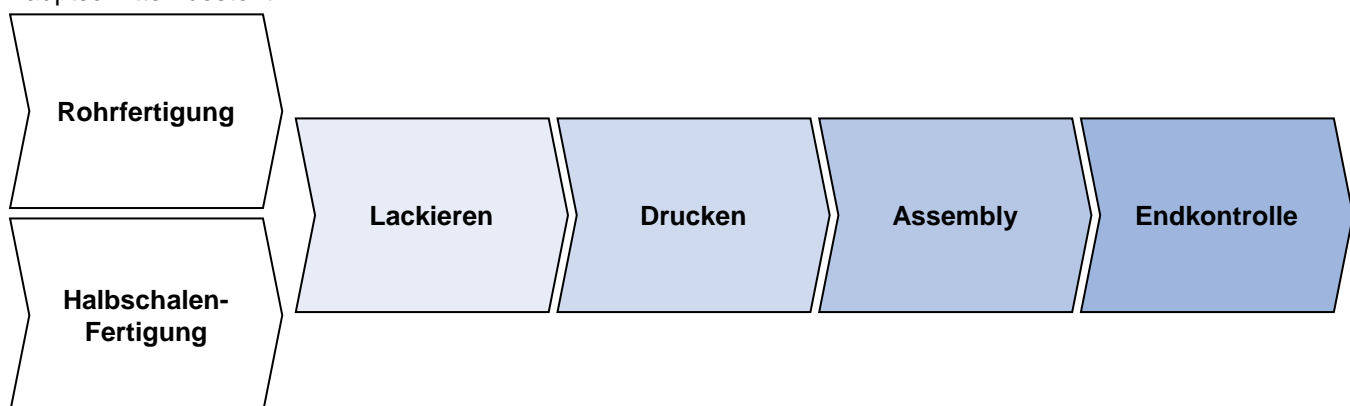 Rohrfertigung
Halbschalen-
Fertigung
Lackieren
Drucken
Assembly
Endkontrolle